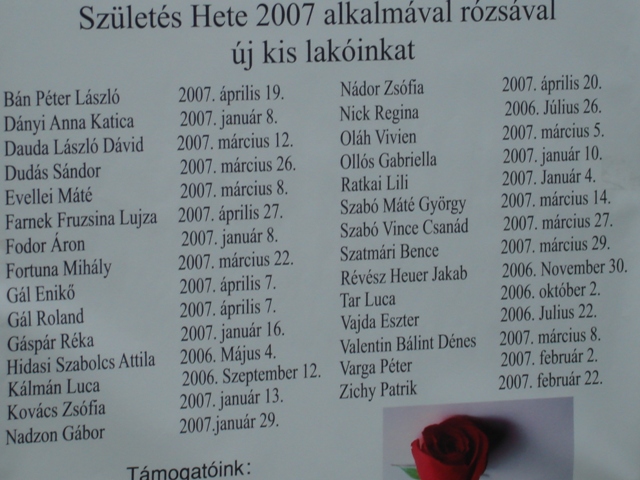 Születés Hete 2007 alkalmával rózsával
új kis lakóinkat
Bán Péter László 2007. április 19.
Dányi Anna Katica 2007. január 8.
Dauda László Dávid 2007. március 12.
Dudás Sándor 2007. március 26.
Evellei Máté 2007. március 8.
Farnek Fruzsina Lujza 2007. április 27.
Fodor Áron 2007. január 8.
Fortuna Mihály 2007. március 22.
Gál Enikő 2007. április 7.
Gál Roland 2007. április 7.
Gáspár Réka 2007. január 16.
Hidasi Szabolcs Attila 2006. Május 4.
Kálmán Luca 2006. Szeptember 12.
Kovács Zsófia 2007. január 13.
Nadzon Gábor 2007.január 29.
Nádor Zsófia 2007. április 20.
Nick Regina 2006. Július 26.
Oláh Vivien 2007. március 5.
Ollós Gabriella 2007. január 10.
Ratkai Lili 2007. Január 4.
Szabó Máté György 2007. március 14.
Szabó Vince Csanád 2007. március 27.
Szatmári Bence 2007. március 29.
Révész Heuer Jakab 2006. November 30.
Tar Luca 2006. október 2.
Vajda Eszter 2006. Julius 22.
Valentin Bálint Dénes 2007. március 8.
Varga Péter 2007. február 2.
Zichy Patrik 2007. február 22.
Támogatóink: